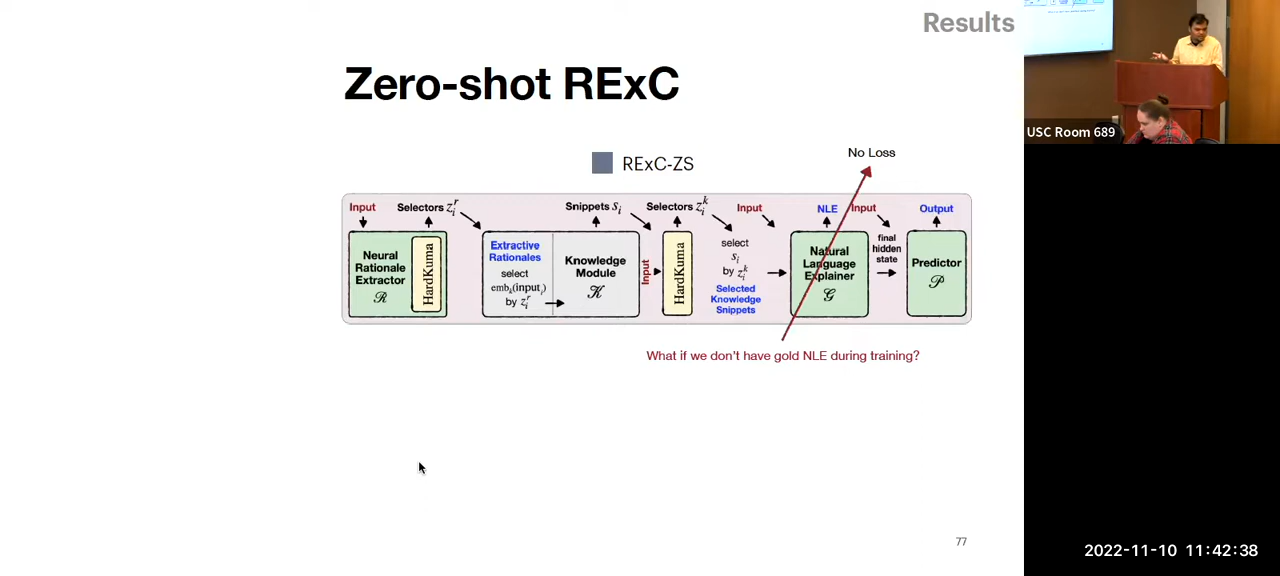 Results
Zero-shot RExC
No Loss
RExC-ZS
Input
Selectors z_i^r
Snippets s_i
Selectors z_i^k
Input
NLE
Input
Output
Neural
Rationale
Extractor
R
HardKuma
Extractive
Rationales
select
emb_k(input_j)
by z_i^r
Knowledge
Module
K
Input
HardKuma
select
s_i
by z_i^k
Selected
Knowledge
Snippets
Natural
Language
Explainer
G
final
hidden
state
Predictor
P
What if we don't have gold NLE during training?
77
USC Room 689
2022-11-10 11:42:38